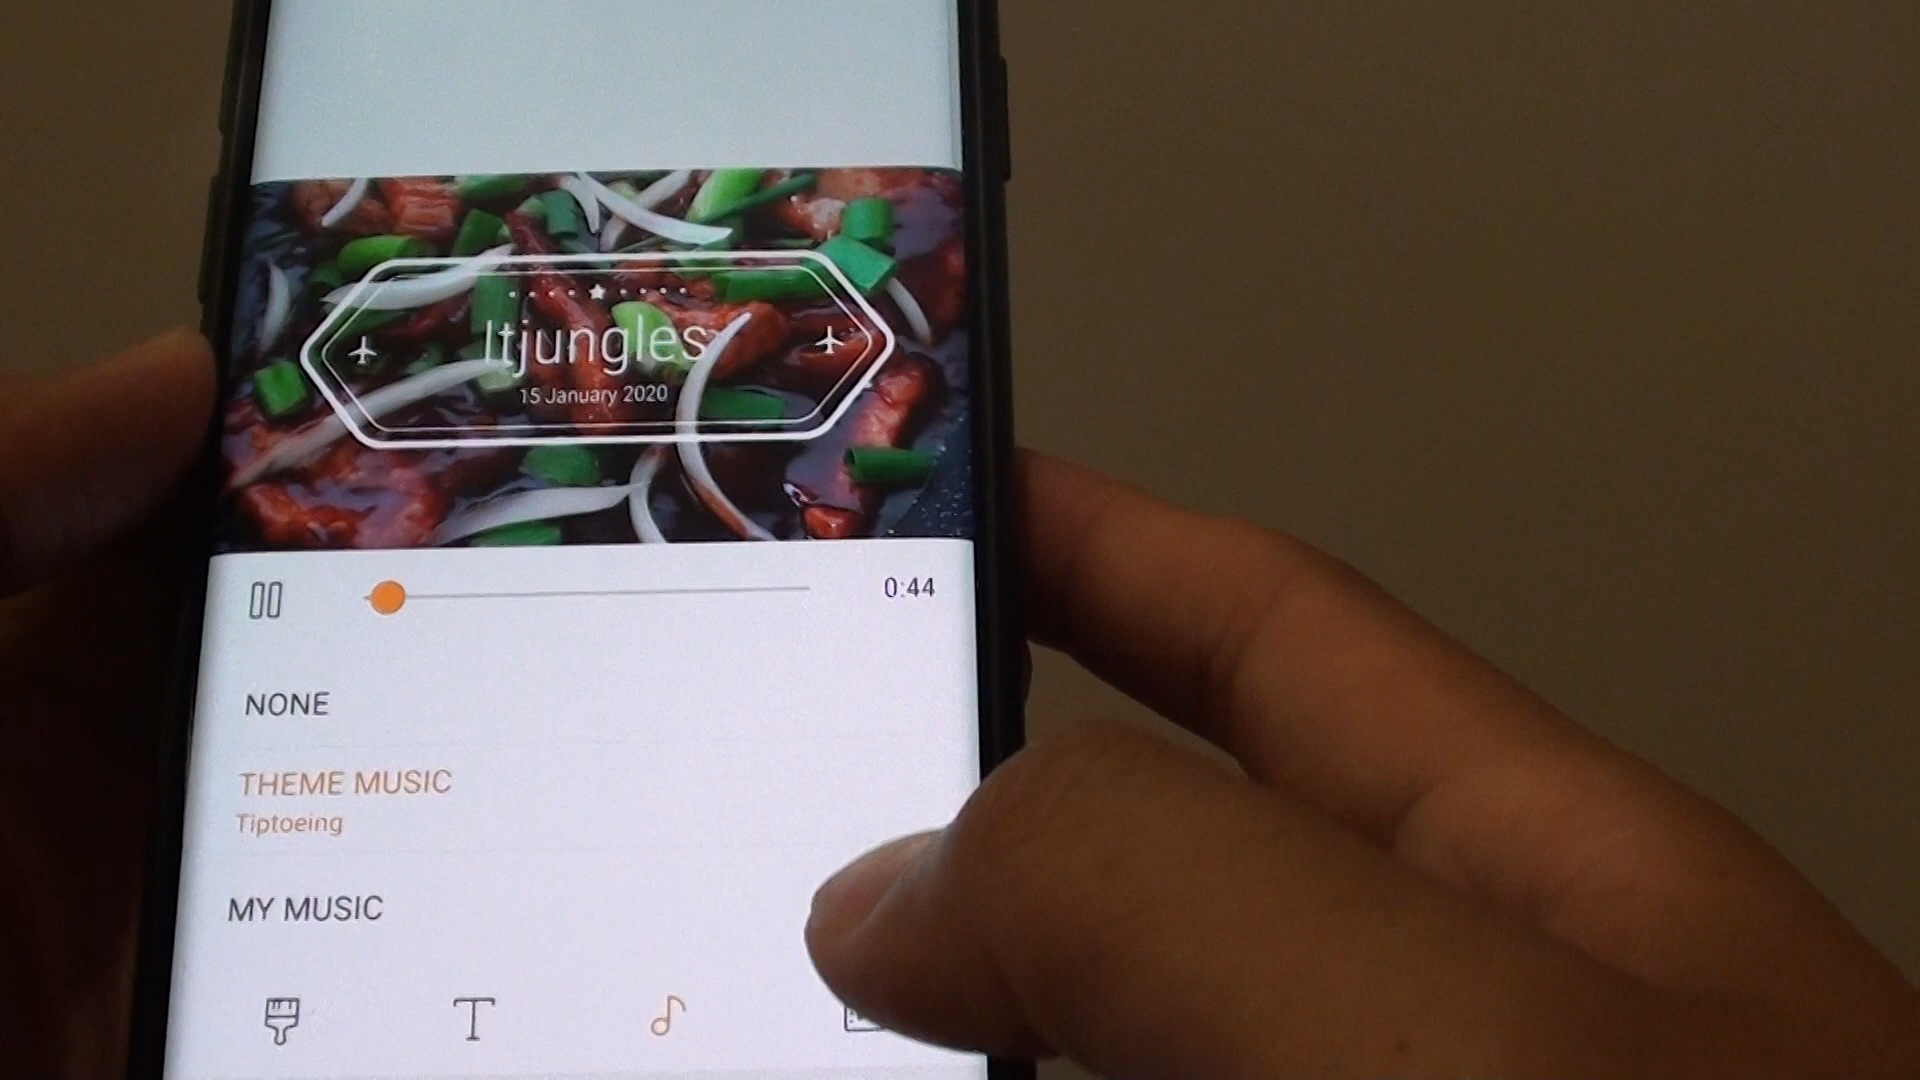 Itjungles
15 January 2020
0:44
NONE
THEME MUSIC
Tiptoeing
MY MUSIC